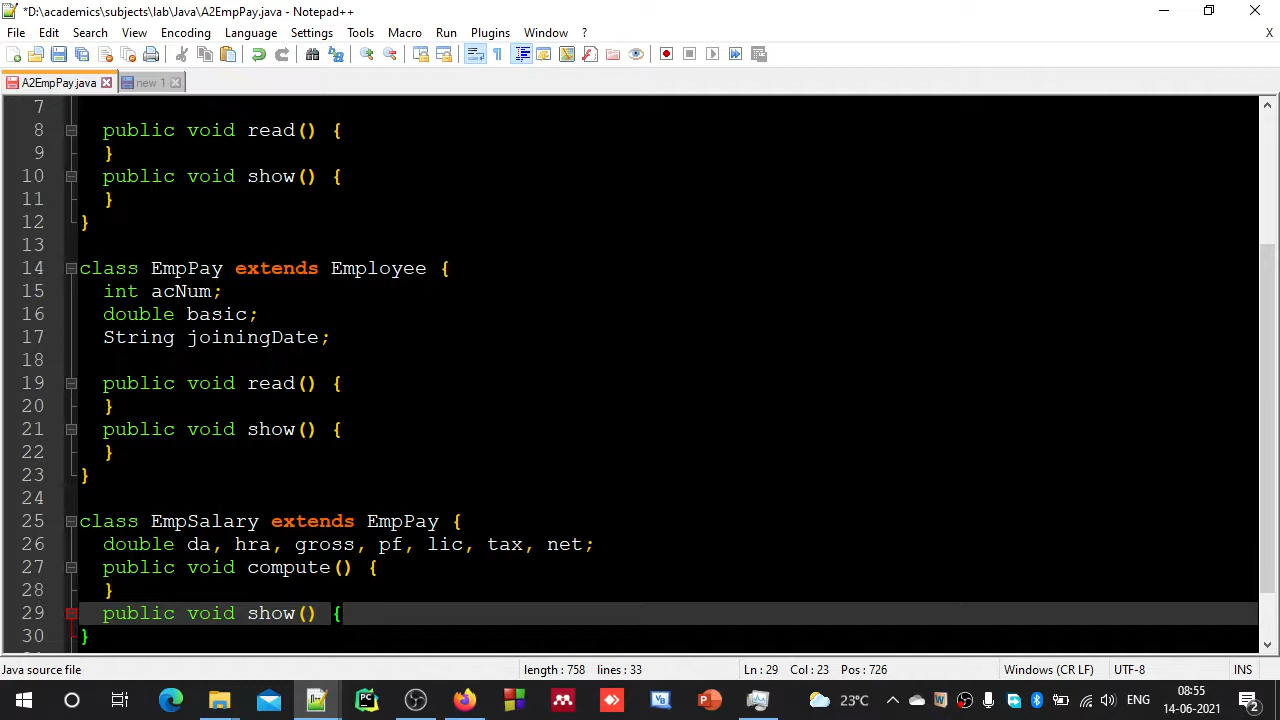 *D:\academics\subjects\lab\Java\A2EmpPay.java - Notepad++
File Edit Search View Encoding Language Settings Tools Macro Run Plugins Window ? X
A2EmpPay.java new 1
7
8 public void read() {
9 }
10 public void show() {
11 }
12 }
13
14 class EmpPay extends Employee {
15 int acNum;
16 double basic;
17 String joiningDate;
18
19 public void read() {
20 }
21 public void show() {
22 }
23 }
24
25 class EmpSalary extends EmpPay {
26 double da, hra, gross, pf, lic, tax, net;
27 public void compute() {
28 }
29 public void show() {
30 }
Java source file length : 758 lines : 33 Ln : 29 Col : 23 Pos : 726 Windows (CR LF) UTF-8 INS
23°C ENG 08:55
14-06-2021 2